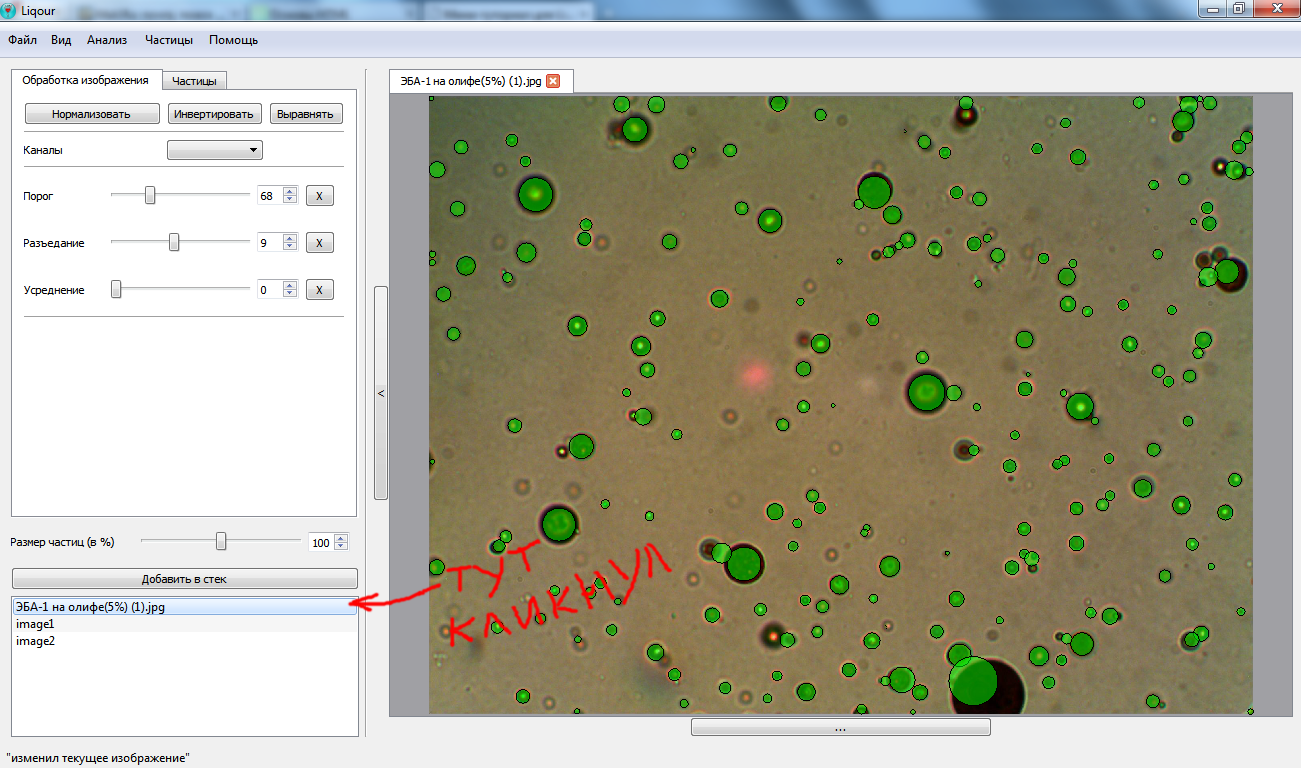 Liqour
Файл Вид Анализ Частицы Помощь
Обработка изображения Частицы
ЭБА-1 на олифе(5%) (1).jpg
Нормализовать Инвертировать Выравнять
Каналы
Порог 68 X
Разъедание 9 X
Усреднение 0 X
<
Размер частиц (в %) 100
Добавить в стек
ЭБА-1 на олифе(5%) (1).jpg
image1
image2
ТУТ
КЛИКНУЛ
...
"изменил текущее изображение"